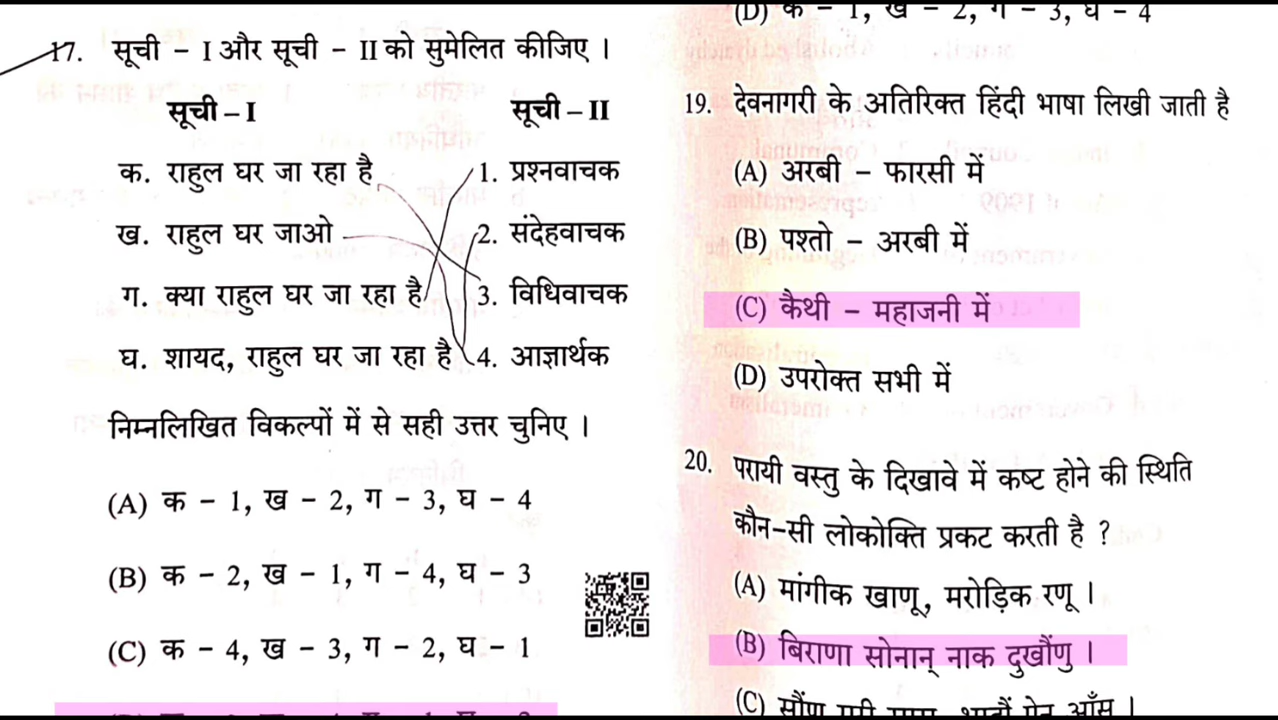 17. सूची – I और सूची – II को सुमेलित कीजिए ।
सूची – I सूची – II
क. राहुल घर जा रहा है 1. प्रश्नवाचक
ख. राहुल घर जाओ 2. संदेहवाचक
ग. क्या राहुल घर जा रहा है 3. विधिवाचक
घ. शायद, राहुल घर जा रहा है 4. आज्ञार्थक
निम्नलिखित विकल्पों में से सही उत्तर चुनिए ।
(A) क – 1, ख – 2, ग – 3, घ – 4
(B) क – 2, ख – 1, ग – 4, घ – 3
(C) क – 4, ख – 3, ग – 2, घ – 1
(D) क – 1, ख – 2, ग – 3, घ – 4
19. देवनागरी के अतिरिक्त हिंदी भाषा लिखी जाती है
(A) अरबी – फारसी में
(B) पश्तो – अरबी में
(C) कैथी – महाजनी में
(D) उपरोक्त सभी में
20. परायी वस्तु के दिखावे में कष्ट होने की स्थिति
कौन-सी लोकोक्ति प्रकट करती है ?
(A) मांगीक खाणू, मरोड़िक रणू ।
(B) बिराणा सोनान् नाक दुखौंणु ।
(C)